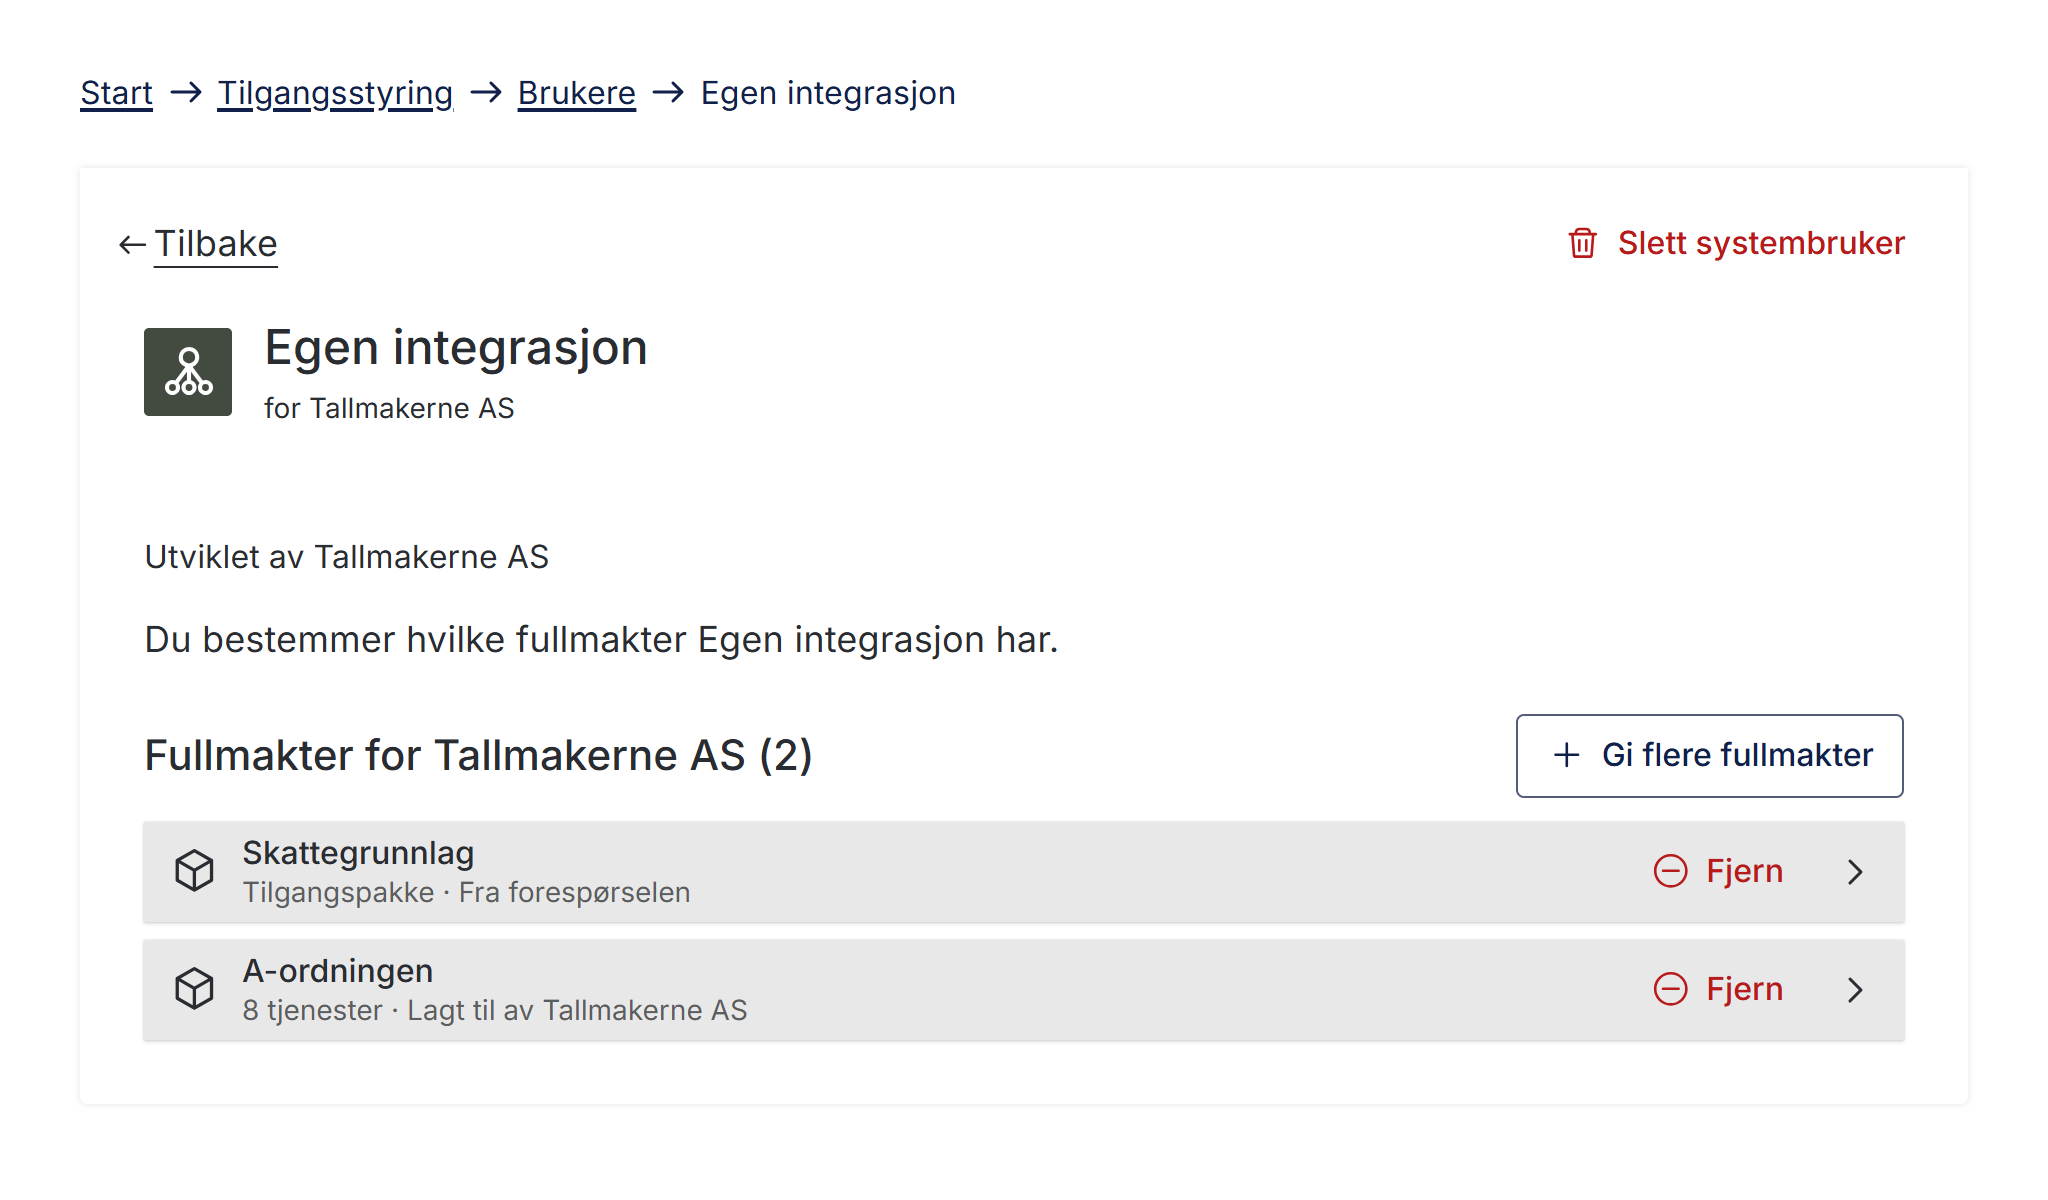 Start → Tilgangsstyring → Brukere → Egen integrasjon
← Tilbake
Slett systembruker
Egen integrasjon
for Tallmakerne AS
Utviklet av Tallmakerne AS
Du bestemmer hvilke fullmakter Egen integrasjon har.
Fullmakter for Tallmakerne AS (2)
+ Gi flere fullmakter
Skattegrunnlag
Tilgangspakke · Fra forespørselen
Fjern
A-ordningen
8 tjenester · Lagt til av Tallmakerne AS
Fjern